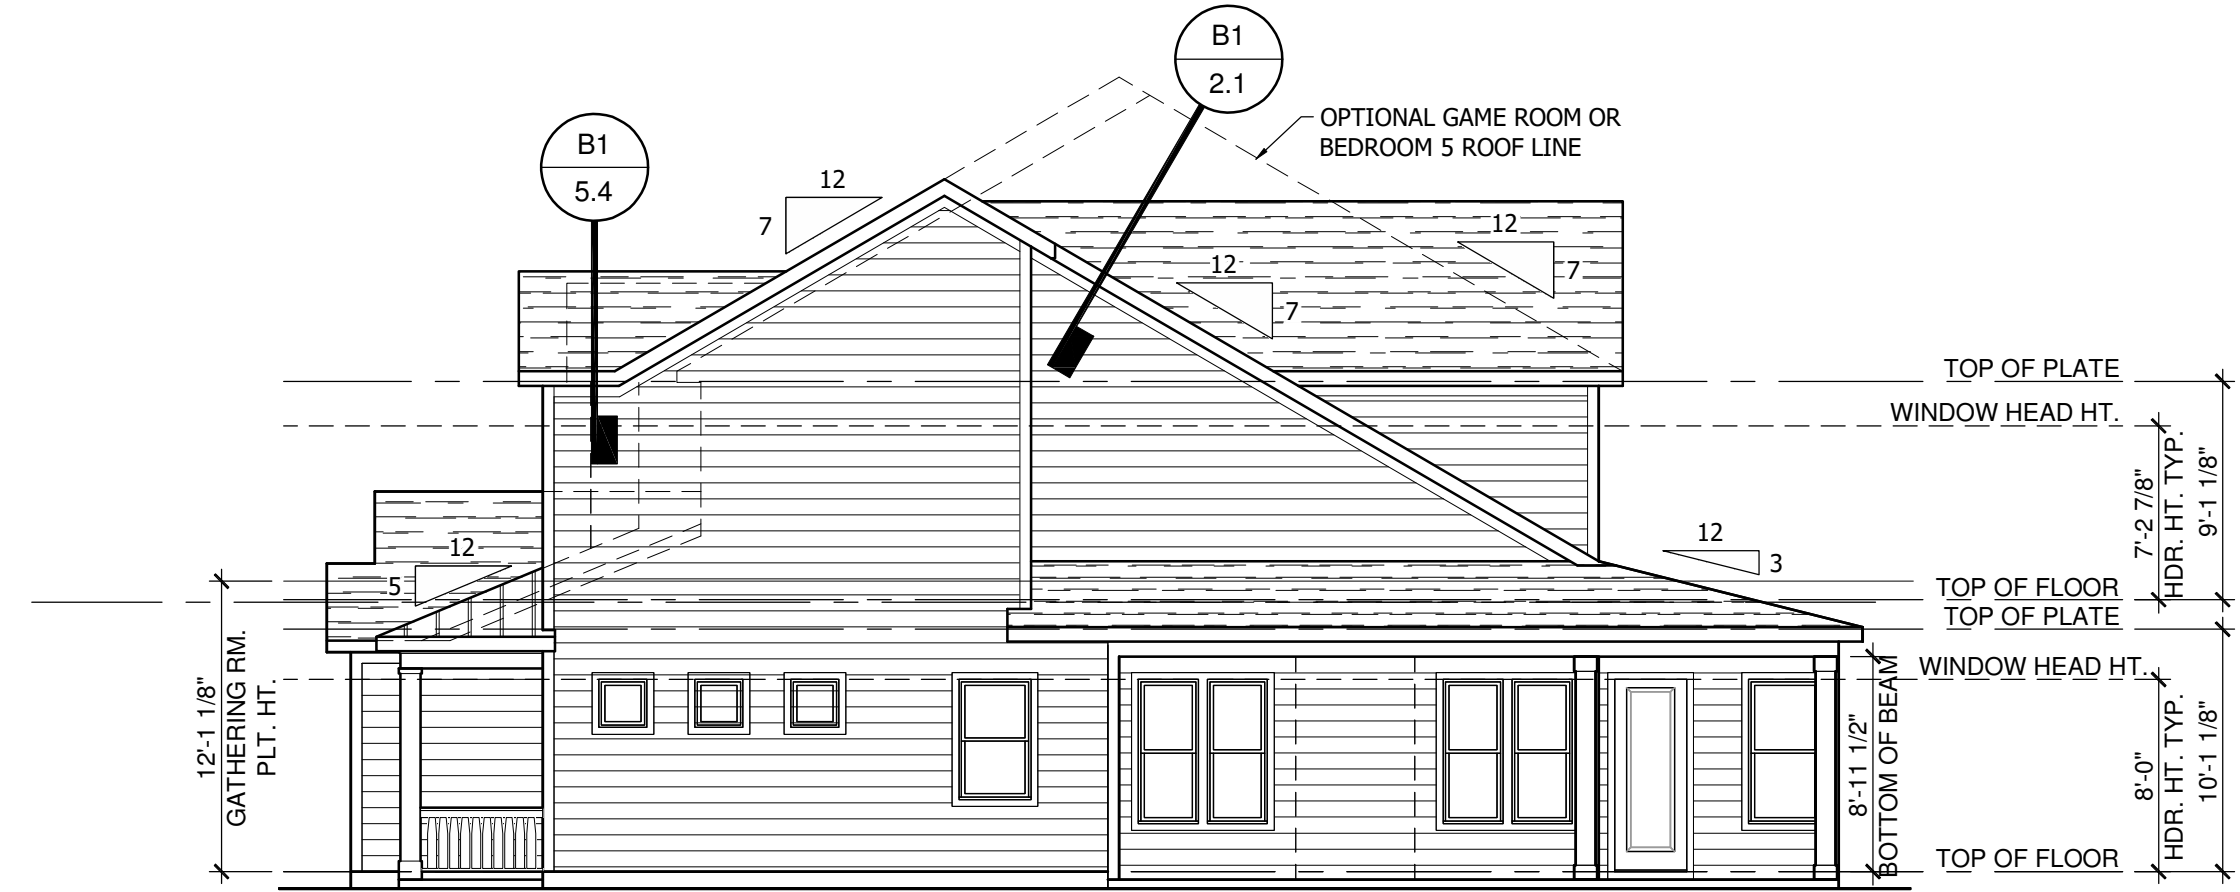 B1
2.1
B1
5.4
OPTIONAL GAME ROOM OR
BEDROOM 5 ROOF LINE
12
7
12
7
12
7
TOP OF PLATE
WINDOW HEAD HT.
7'-2 7/8"
HDR. HT. TYP.
9'-1 1/8"
12
3
12
5
TOP OF FLOOR
TOP OF PLATE
WINDOW HEAD HT.
12'-1 1/8"
GATHERING RM.
PLT. HT.
8'-11 1/2"
BOTTOM OF BEAM
8'-0"
HDR. HT. TYP.
10'-1 1/8"
TOP OF FLOOR